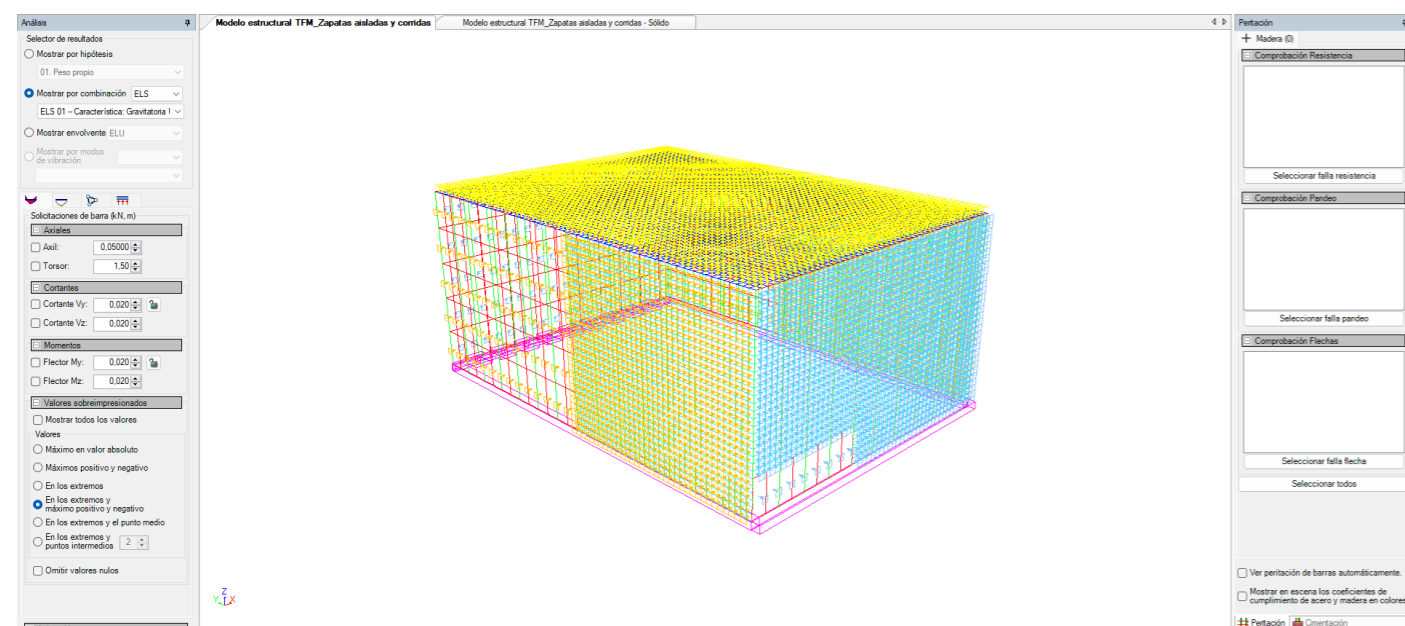 Análisis
Selector de resultados
Mostrar por hipótesis
01. Peso propio
Mostrar por combinación ELS
ELS 01 – Característica: Gravitatoria
Mostrar envolvente ELU
Mostrar por modos
de vibración
Solicitaciones de barra (kN, m)
Axiales
Axil: 0,05000
Torsor: 1,50
Cortantes
Cortante Vy: 0,020
Cortante Vz: 0,020
Momentos
Flector My: 0,020
Flector Mz: 0,020
Valores sobreimpresionados
Mostrar todos los valores
Valores
Máximo en valor absoluto
Máximos positivo y negativo
En los extremos
En los extremos y
máximo positivo y negativo
En los extremos y el punto medio
En los extremos y
puntos intermedios 2
Omitir valores nulos
Modelo estructural TFM_Zapatas aisladas y corridas
Modelo estructural TFM_Zapatas aisladas y corridas - Sólido
Z
Y X
Peritación
Madera (0)
Comprobación Resistencia
Seleccionar falla resistencia
Comprobación Pandeo
Seleccionar falla pandeo
Comprobación Flechas
Seleccionar falla flecha
Seleccionar todos
Ver peritación de barras automáticamente.
Mostrar en escena los coeficientes de
cumplimiento de acero y madera en colores
Peritación Cimentación